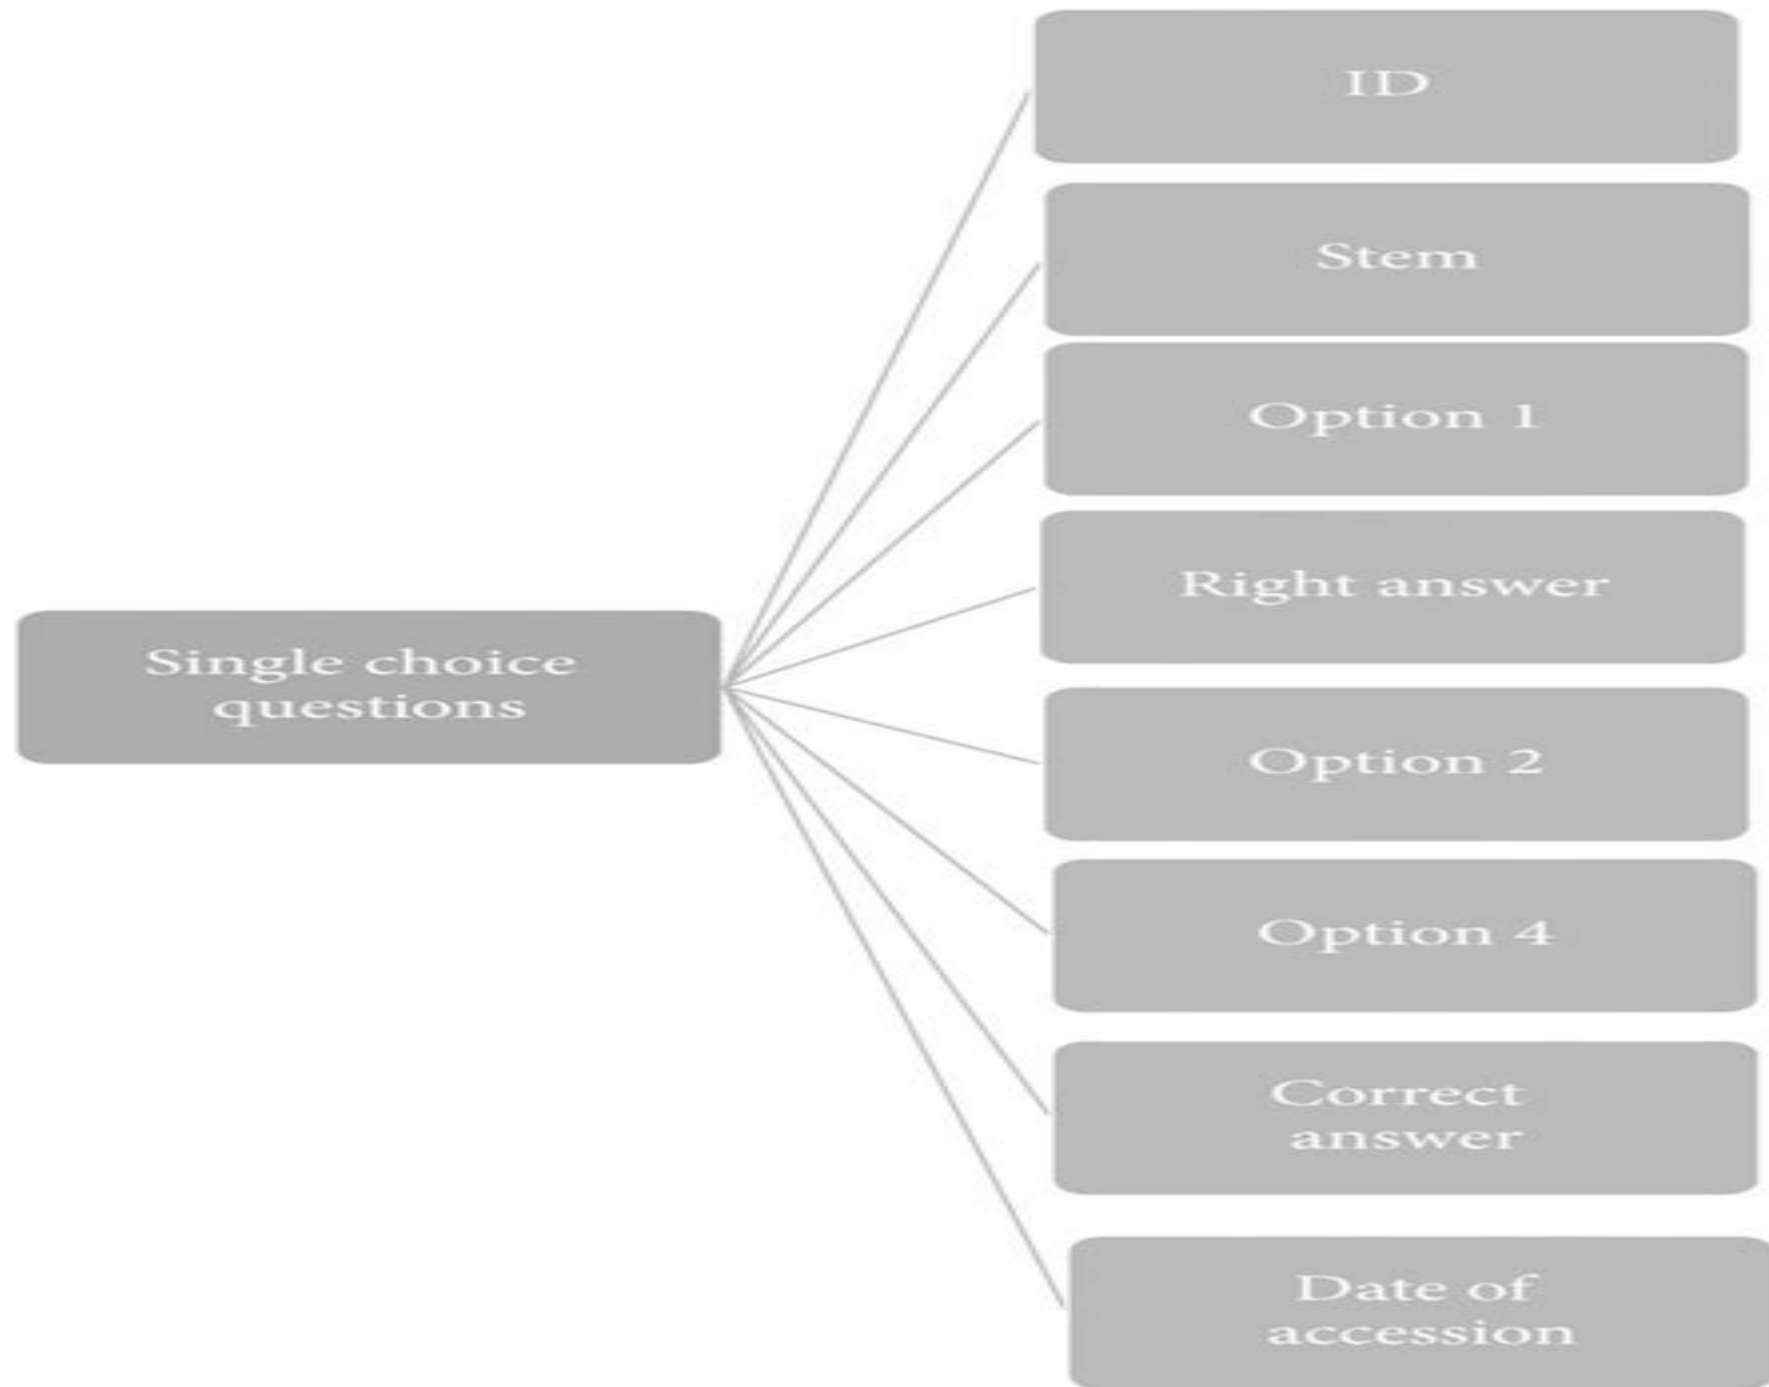 ID
Stem
Option 1
Right answer
Single choice
questions
Option 2
Option 4
Correct
answer
Date of
accession